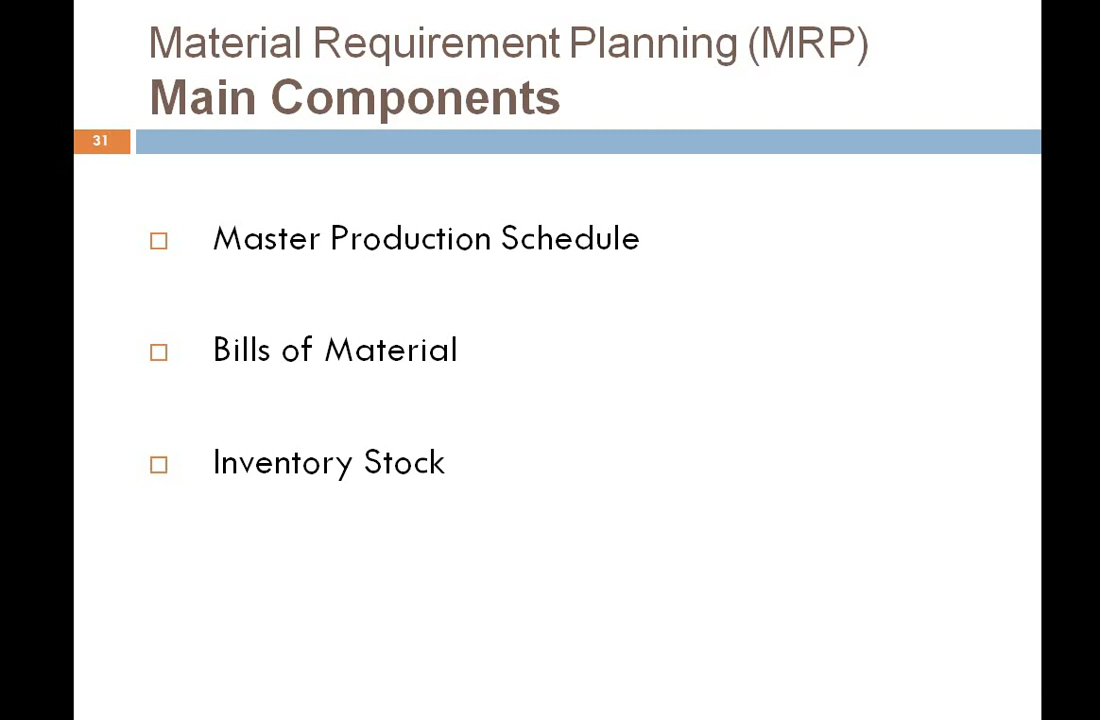 Material Requirement Planning (MRP)
Main Components
31
Master Production Schedule
Bills of Material
Inventory Stock